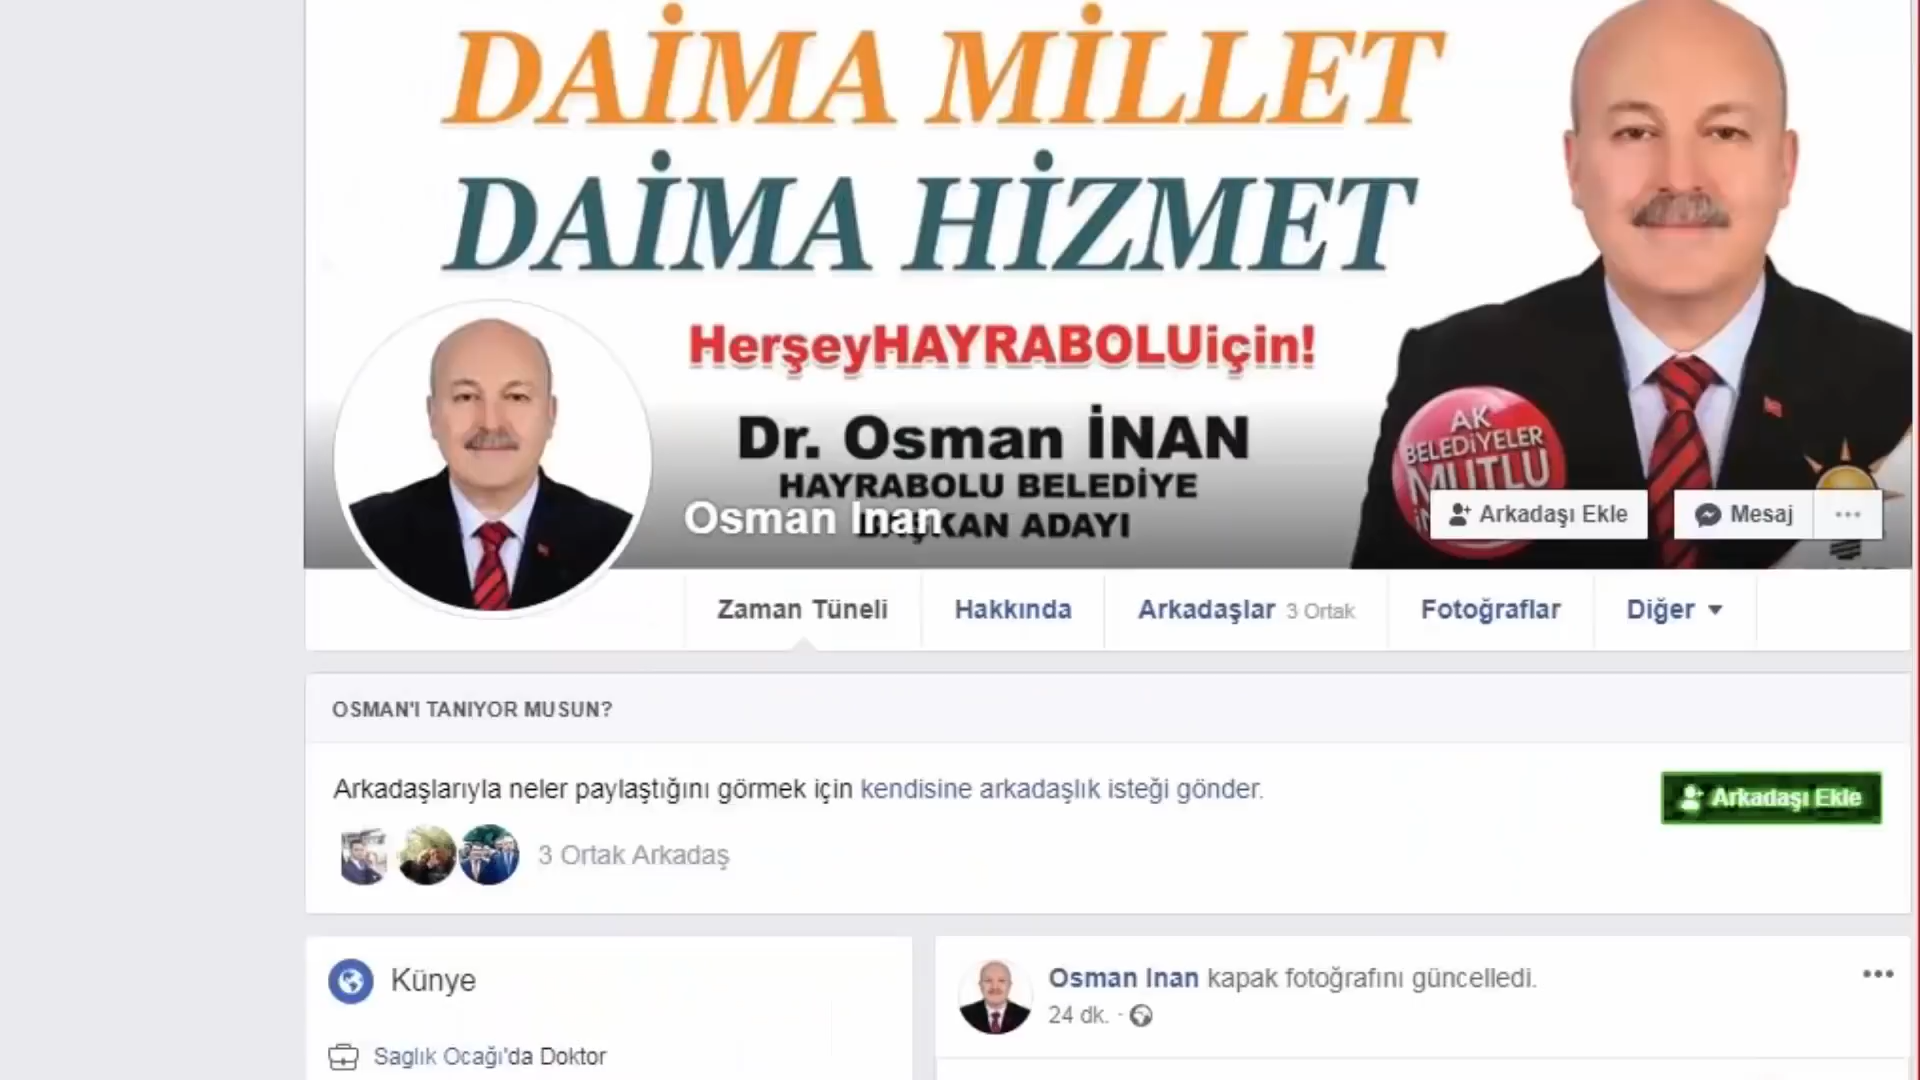 DAİMA MİLLET
DAİMA HİZMET
HerşeyHAYRABOLUiçin!
Dr. Osman İNAN
HAYRABOLU BELEDİYE
BAŞKAN ADAYI
Osman Inan
AK
BELEDİYELER
MUTLU
Arkadaşı Ekle
Mesaj
Zaman Tüneli
Hakkında
Arkadaşlar 3 Ortak
Fotoğraflar
Diğer
OSMAN'I TANIYOR MUSUN?
Arkadaşlarıyla neler paylaştığını görmek için kendisine arkadaşlık isteği gönder.
Arkadaşı Ekle
3 Ortak Arkadaş
Künye
Saglık Ocağı'da Doktor
Osman Inan kapak fotoğrafını güncelledi.
24 dk.